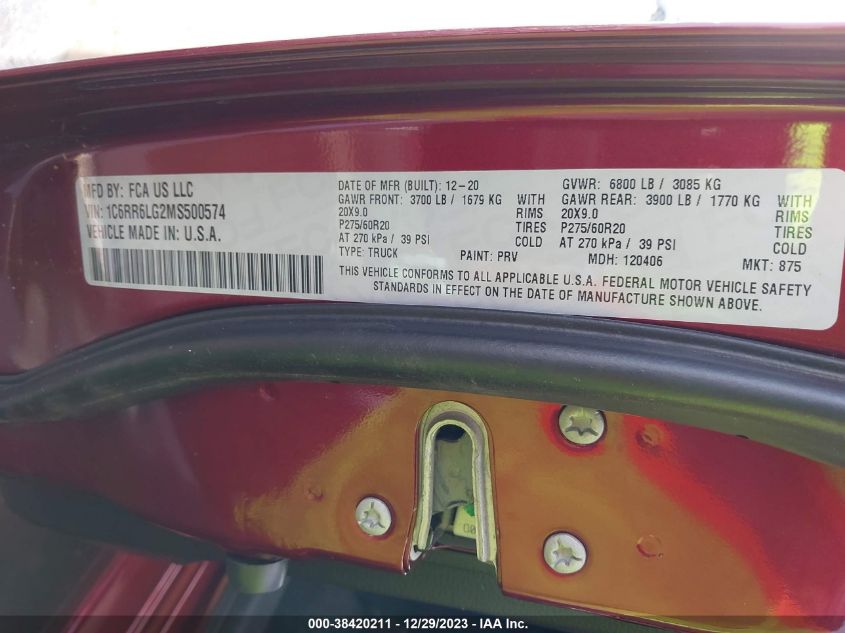 MFD BY: FCA US LLC
VIN: 1C6RR6LG2MS500574
VEHICLE MADE IN: U.S.A.
DATE OF MFR (BUILT): 12-20
GAWR FRONT: 3700 LB / 1679 KG WITH
20X9.0 RIMS
P275/60R20 TIRES
AT 270 kPa / 39 PSI COLD
TYPE: TRUCK PAINT: PRV
GVWR: 6800 LB / 3085 KG
GAWR REAR: 3900 LB / 1770 KG WITH
20X9.0 RIMS
P275/60R20 TIRES
AT 270 kPa / 39 PSI COLD
MDH: 120406 MKT: 875
THIS VEHICLE CONFORMS TO ALL APPLICABLE U.S.A. FEDERAL MOTOR VEHICLE SAFETY
STANDARDS IN EFFECT ON THE DATE OF MANUFACTURE SHOWN ABOVE.
000-38420211 - 12/29/2023 - IAA Inc.